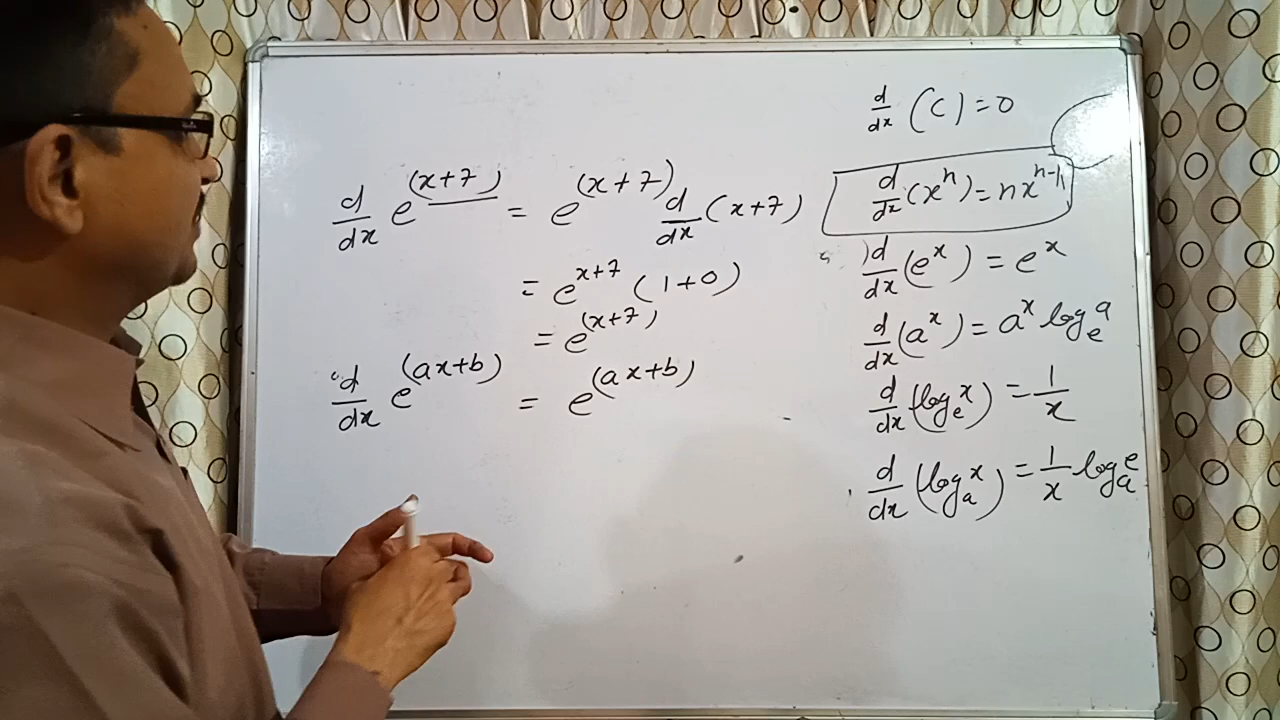 d/dx e^(x+7) = e^(x+7) d/dx (x+7)
= e^x+7 (1+0)
= e^(x+7)
d/dx e^(ax+b) = e^(ax+b)
d/dx (c) = 0
d/dx (x^n) = nx^n-1
d/dx (e^x) = e^x
d/dx (a^x) = a^x log_e^a
d/dx (log_e^x) = 1/x
d/dx (log_a^x) = 1/x log_a^e